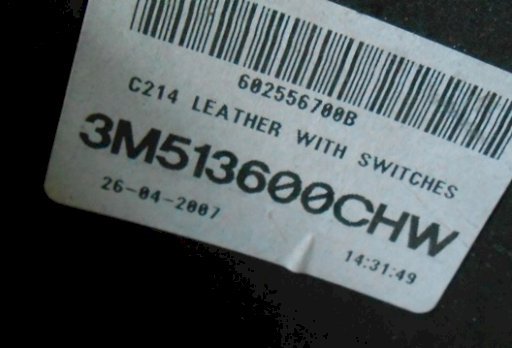 602556700B
C214 LEATHER WITH SWITCHES
3M513600CHW
26-04-2007
14:31:49